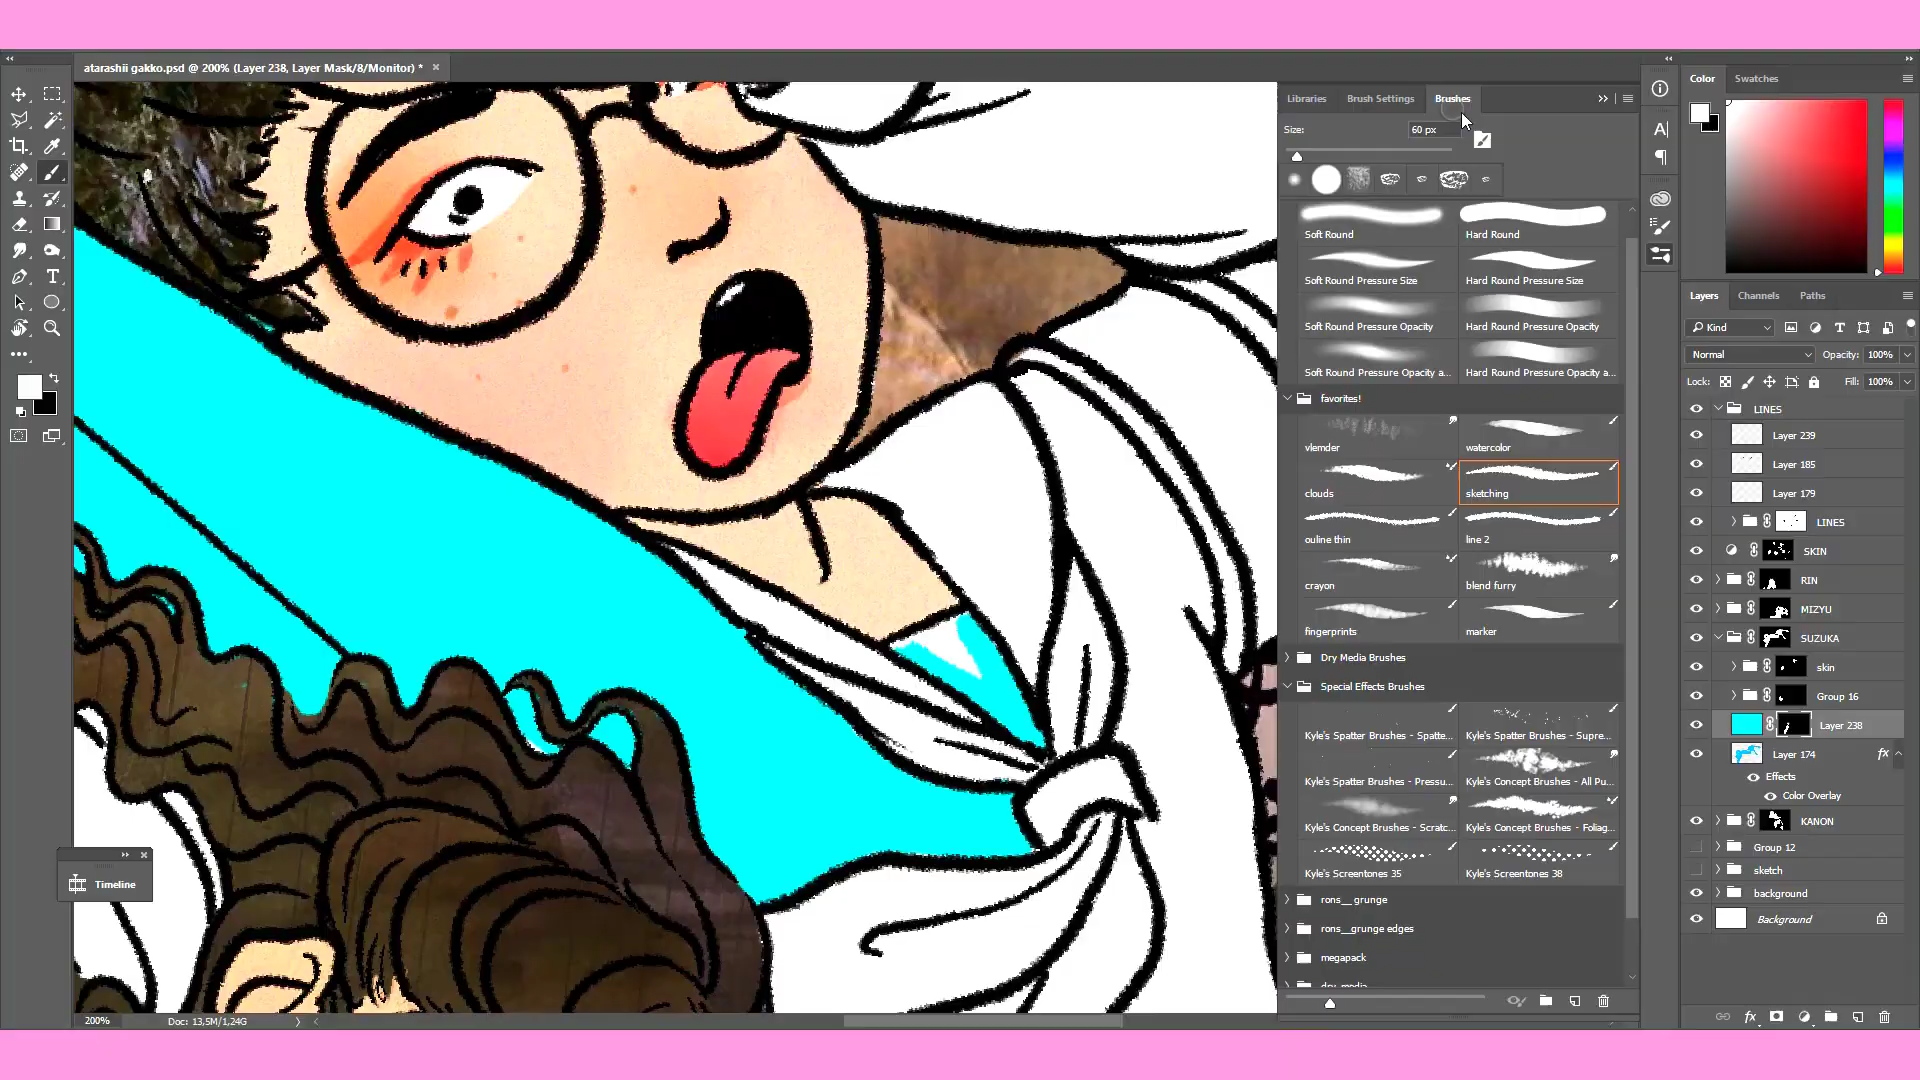 atarashii gakko.psd @ 200% (Layer 238, Layer Mask/8/Monitor) *
Libraries
Brush Settings
Brushes
Size:
60 px
Soft Round
Hard Round
Soft Round Pressure Size
Hard Round Pressure Size
Soft Round Pressure Opacity
Hard Round Pressure Opacity
Soft Round Pressure Opacity a...
Hard Round Pressure Opacity a...
favorites!
vlemder
watercolor
clouds
sketching
ouline thin
line 2
crayon
blend furry
fingerprints
marker
Dry Media Brushes
Special Effects Brushes
Kyle's Spatter Brushes - Spatte...
Kyle's Spatter Brushes - Supre...
Kyle's Spatter Brushes - Pressu...
Kyle's Concept Brushes - All Pu...
Kyle's Concept Brushes - Scratc...
Kyle's Concept Brushes - Foliag...
Kyle's Screentones 35
Kyle's Screentones 38
rons__grunge
rons__grunge edges
megapack
Color
Swatches
Layers
Channels
Paths
Kind
Normal
Opacity: 100%
Lock:
Fill: 100%
LINES
Layer 239
Layer 185
Layer 179
LINES
SKIN
RIN
MIZYU
SUZUKA
skin
Group 16
Layer 238
Layer 174
fx
Effects
Color Overlay
KANON
Group 12
sketch
background
Background
fx
Timeline
200%
Doc: 13,5M/1,24G